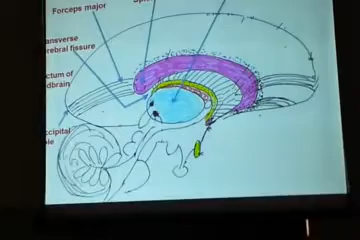 Forceps major
ansverse
rebral fissure
ctum of
dbrain
ccipital
le